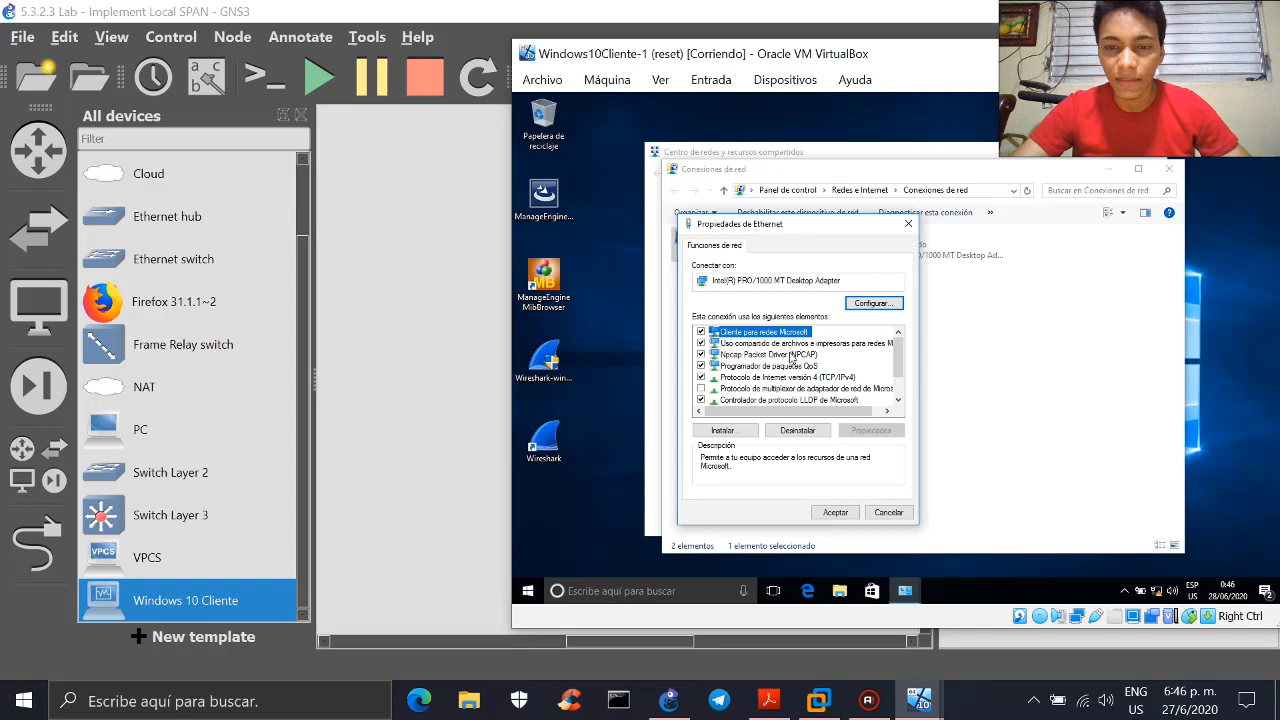 5.3.2.3 Lab - Implement Local SPAN - GNS3
File Edit View Control Node Annotate Tools Help
All devices
Filter
Cloud
Ethernet hub
Ethernet switch
Firefox 31.1.1~2
Frame Relay switch
NAT
PC
Switch Layer 2
Switch Layer 3
VPCS
VPCS
Windows 10 Cliente
New template
Windows10Cliente-1 (reset) [Corriendo] - Oracle VM VirtualBox
Archivo Máquina Ver Entrada Dispositivos Ayuda
Papelera de
reciclaje
ManageEngine...
ManageEngine
MibBrowser
Wireshark-win...
Wireshark
Centro de redes y recursos compartidos
Conexiones de red
Panel de control Redes e Internet Conexiones de red
Buscar en Conexiones de red
Organizar Deshabilitar este dispositivo de red Diagnosticar esta conexión »
/1000 MT Desktop Ad...
Propiedades de Ethernet
Funciones de red
Conectar con:
Intel(R) PRO/1000 MT Desktop Adapter
Configurar...
Esta conexión usa los siguientes elementos:
Cliente para redes Microsoft
Uso compartido de archivos e impresoras para redes M
Npcap Packet Driver (NPCAP)
Programador de paquetes QoS
Protocolo de Internet versión 4 (TCP/IPv4)
Protocolo de multiplexor de adaptador de red de Micros
Controlador de protocolo LLDP de Microsoft
Instalar... Desinstalar Propiedades
Descripción
Permite a tu equipo acceder a los recursos de una red
Microsoft.
Aceptar Cancelar
2 elementos 1 elemento seleccionado
Escribe aquí para buscar
ESP
US
0:46
28/06/2020
2
Right Ctrl
Escribe aquí para buscar.
ENG
US
6:46 p. m.
27/6/2020